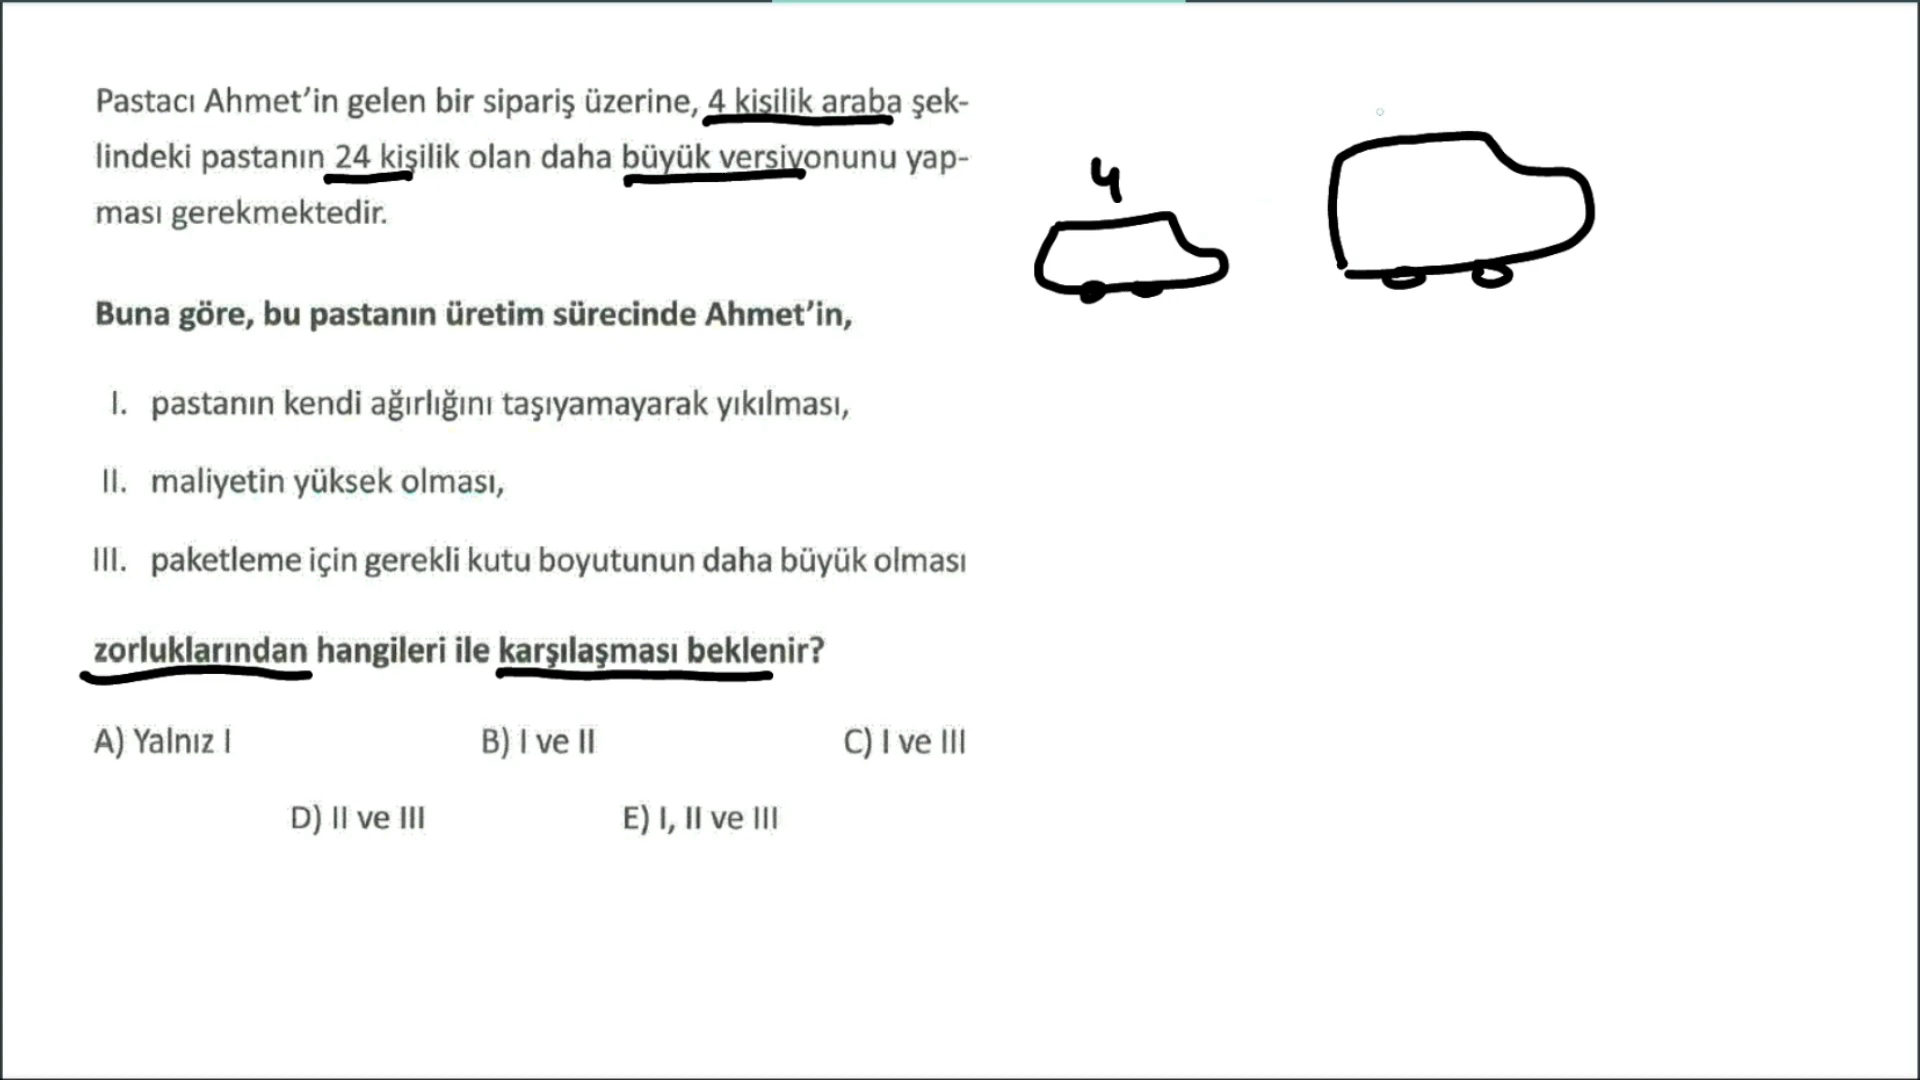 Pastacı Ahmet'in gelen bir sipariş üzerine, 4 kişilik araba şek-
lindeki pastanın 24 kişilik olan daha büyük versiyonunu yap-
ması gerekmektedir.
4
Buna göre, bu pastanın üretim sürecinde Ahmet'in,
I. pastanın kendi ağırlığını taşıyamayarak yıkılması,
II. maliyetin yüksek olması,
III. paketleme için gerekli kutu boyutunun daha büyük olması
zorluklarından hangileri ile karşılaşması beklenir?
A) Yalnız I B) I ve II C) I ve III
D) II ve III E) I, II ve III